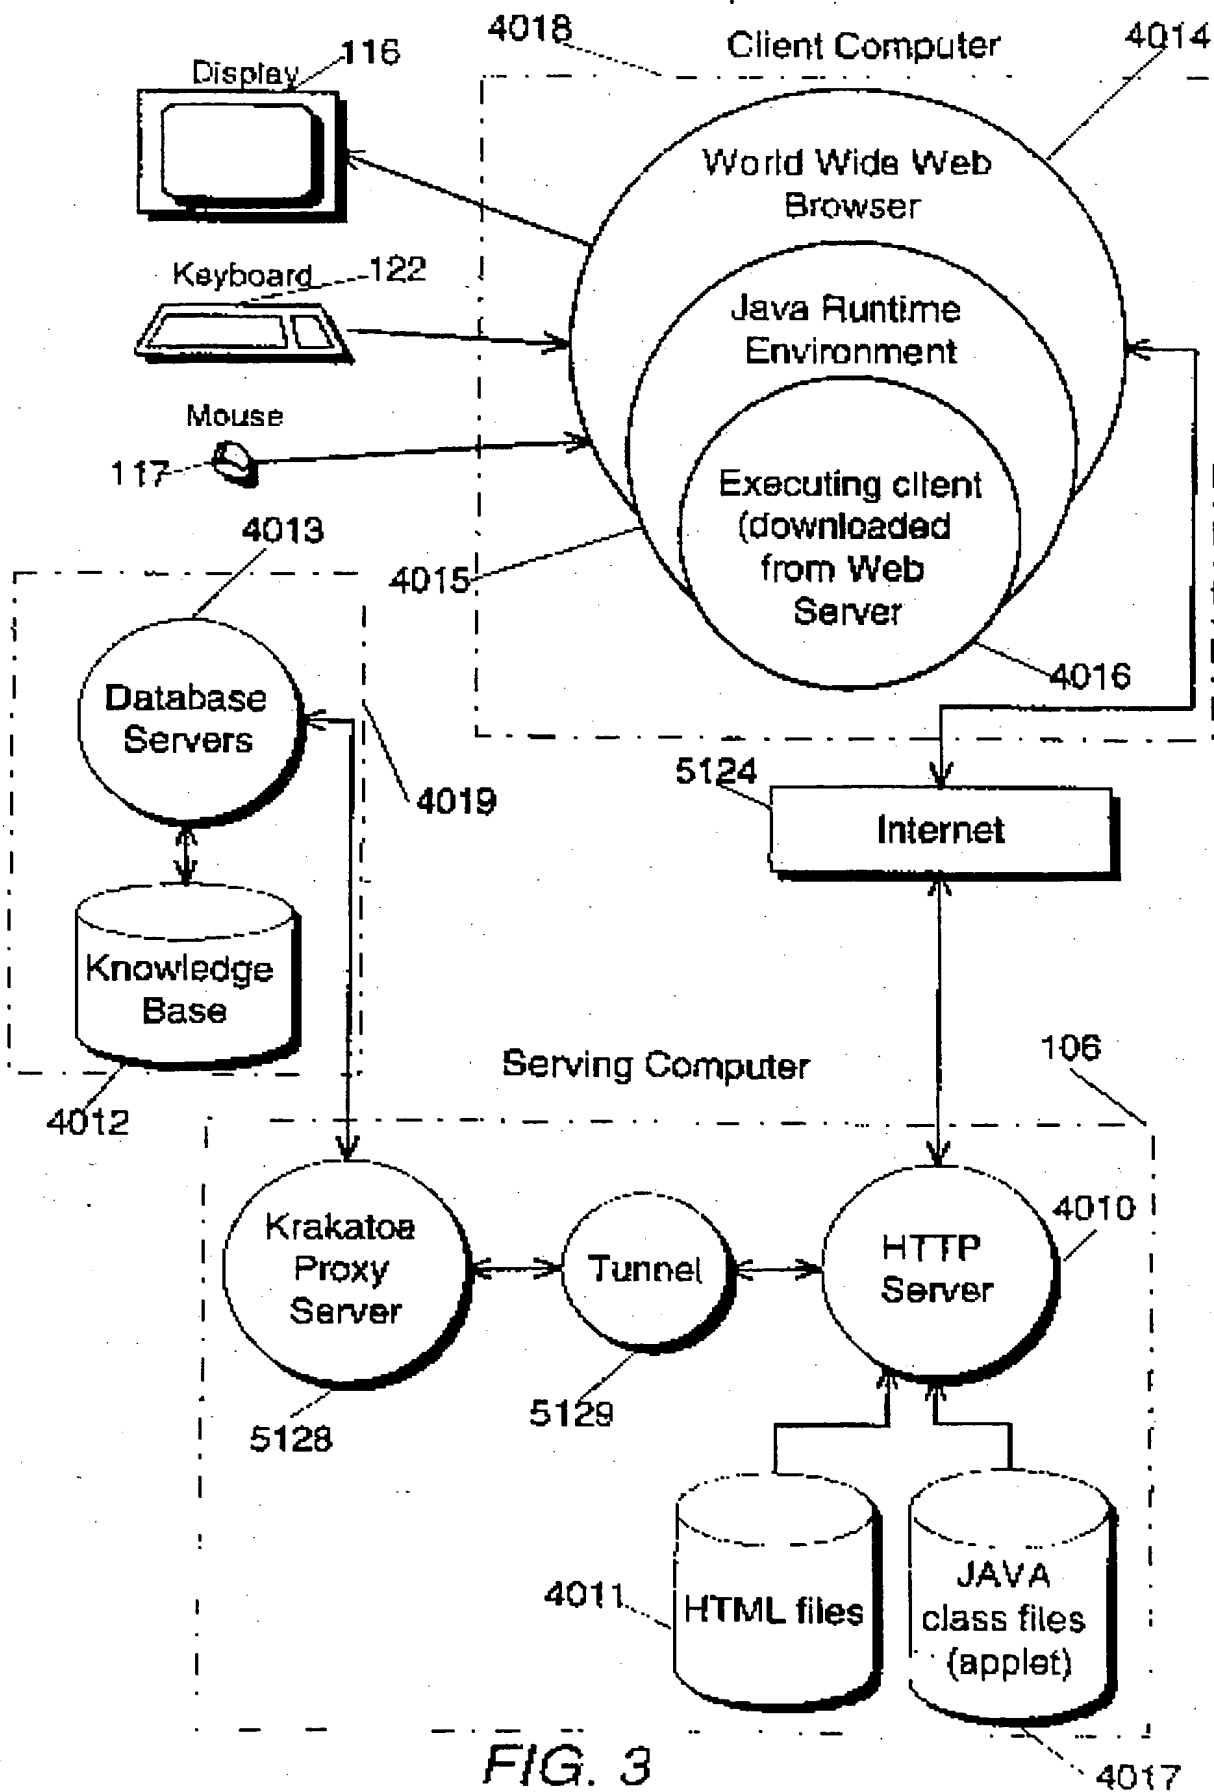 4018
Client Computer
4014
116
Display
World Wide Web
Browser
Keyboard
122
Java Runtime
Environment
Mouse
117
Executing client
(downloaded
from Web
Server
4013
4015
4016
Database
Servers
4019
5124
Internet
Knowledge
Base
4012
Serving Computer
106
Krakatoa
Proxy
Server
Tunnel
HTTP
Server
4010
5128
5129
4011
HTML files
JAVA
class files
(applet)
FIG. 3
4017